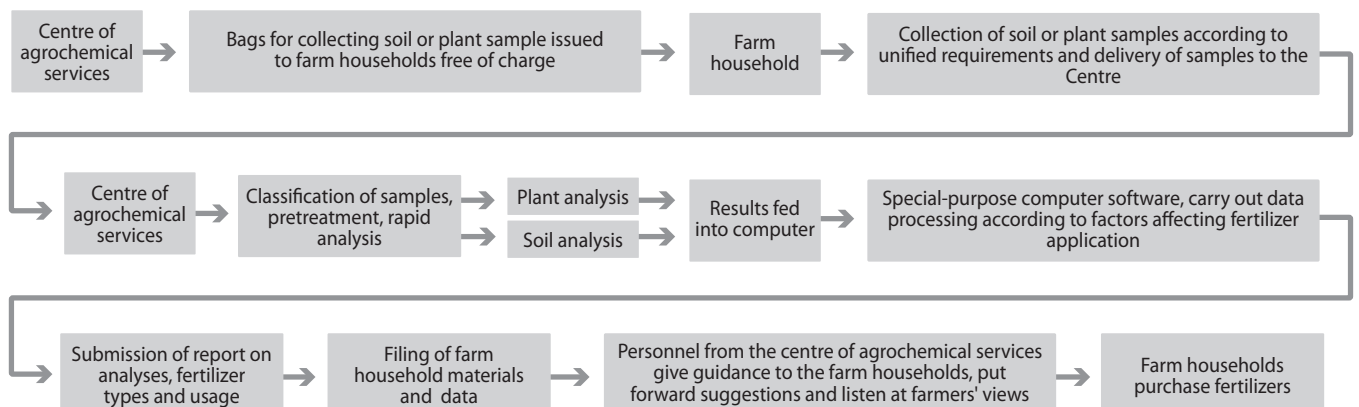 Centre of
agrochemical
services
Bags for collecting soil or plant sample issued
to farm households free of charge
Farm
household
Collection of soil or plant samples according to
unified requirements and delivery of samples to the
Centre
Centre of
agrochemical
services
Classification of samples,
pretreatment, rapid
analysis
Plant analysis
Soil analysis
Results fed
into computer
Special-purpose computer software, carry out data
processing according to factors affecting fertilizer
application
Submission of report on
analyses, fertilizer
types and usage
Filing of farm
household materials
and data
Personnel from the centre of agrochemical services
give guidance to the farm households, put
forward suggestions and listen at farmers' views
Farm households
purchase fertilizers